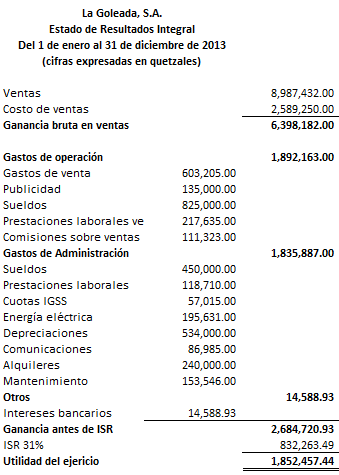 La Goleada, S.A.
Estado de Resultados Integral
Del 1 de enero al 31 de diciembre de 2013
(cifras expresadas en quetzales)
Ventas 8,987,432.00
Costo de ventas 2,589,250.00
Ganancia bruta en ventas 6,398,182.00
Gastos de operación 1,892,163.00
Gastos de venta 603,205.00
Publicidad 135,000.00
Sueldos 825,000.00
Prestaciones laborales ve 217,635.00
Comisiones sobre ventas 111,323.00
Gastos de Administración 1,835,887.00
Sueldos 450,000.00
Prestaciones laborales 118,710.00
Cuotas IGSS 57,015.00
Energía eléctrica 195,631.00
Depreciaciones 534,000.00
Comunicaciones 86,985.00
Alquileres 240,000.00
Mantenimiento 153,546.00
Otros 14,588.93
Intereses bancarios 14,588.93
Ganancia antes de ISR 2,684,720.93
ISR 31% 832,263.49
Utilidad del ejericio 1,852,457.44